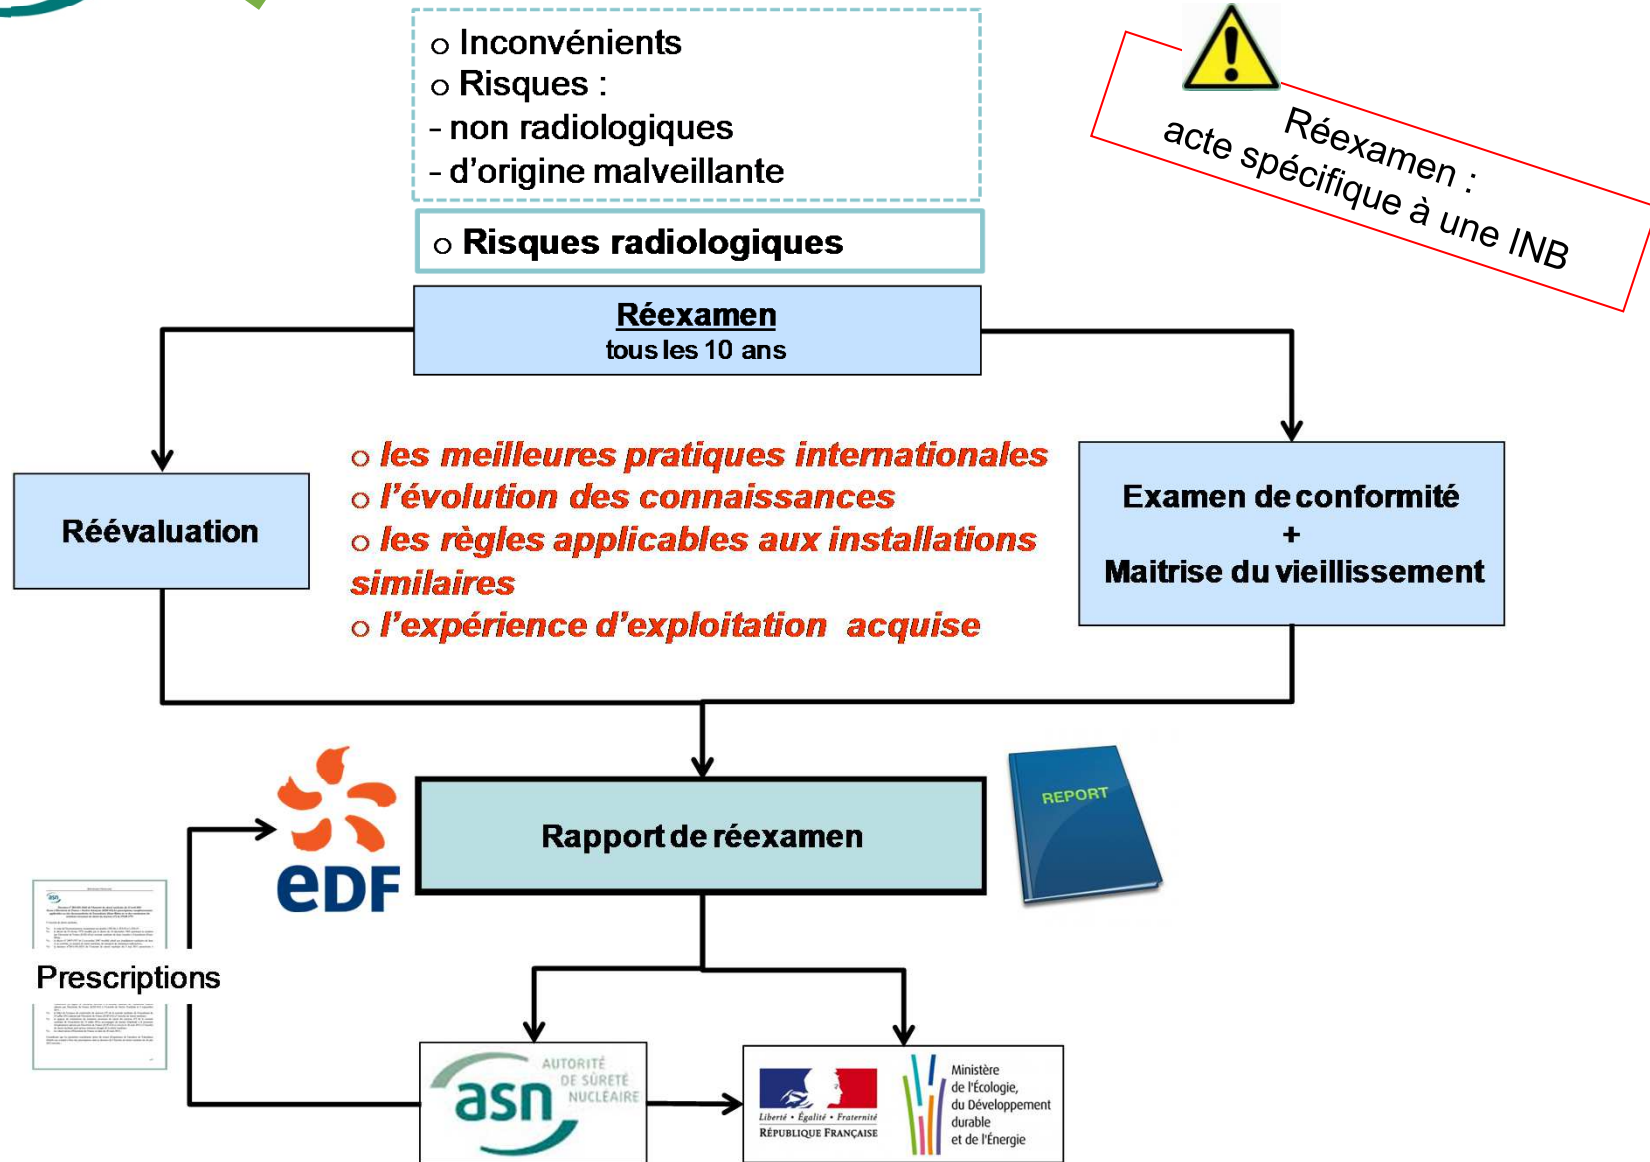 o Inconvénients
o Risques :
- non radiologiques
- d'origine malveillante
o Risques radiologiques
Réexamen :
acte spécifique à une INB
Réexamen
tous les 10 ans
Réévaluation
o les meilleures pratiques internationales
o l'évolution des connaissances
o les règles applicables aux installations
similaires
o l'expérience d'exploitation acquise
Examen de conformité
+
Maitrise du vieillissement
eDF
Rapport de réexamen
REPORT
asn
Prescriptions
asn
AUTORITÉ
DE SÛRETÉ
NUCLÉAIRE
Liberté • Égalité • Fraternité
RÉPUBLIQUE FRANÇAISE
Ministère
de l'Écologie,
du Développement
durable
et de l'Énergie